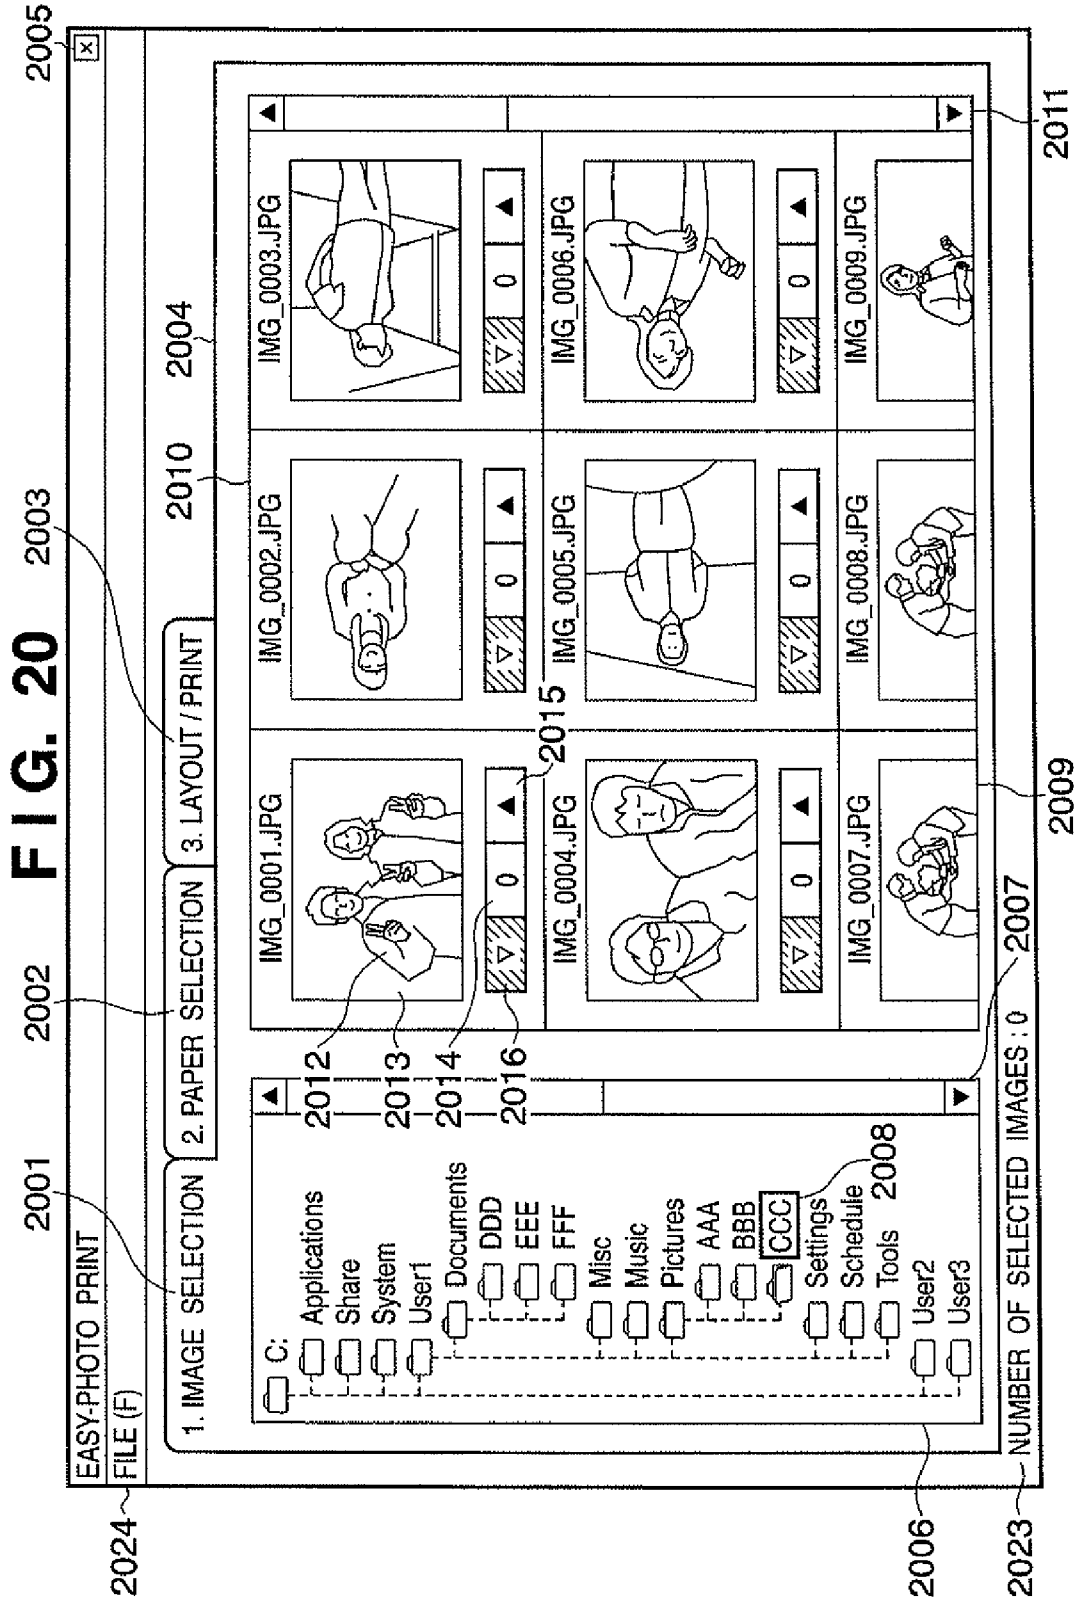 FIG. 20
2001
2002
2003
2010
2004
2005
EASY-PHOTO PRINT
2024
FILE (F)
1. IMAGE SELECTION
2. PAPER SELECTION
3. LAYOUT / PRINT
C:
Applications
Share
System
User1
Documents
DDD
EEE
FFF
Misc
Music
Pictures
AAA
BBB
CCC
Settings
Schedule
Tools
User2
User3
2008
2012
2013
2014
2016
2015
IMG_0001.JPG
IMG_0002.JPG
IMG_0003.JPG
0
0
0
IMG_0004.JPG
IMG_0005.JPG
IMG_0006.JPG
0
0
0
IMG_0007.JPG
IMG_0008.JPG
IMG_0009.JPG
2006
2007
2009
2011
2023
NUMBER OF SELECTED IMAGES : 0